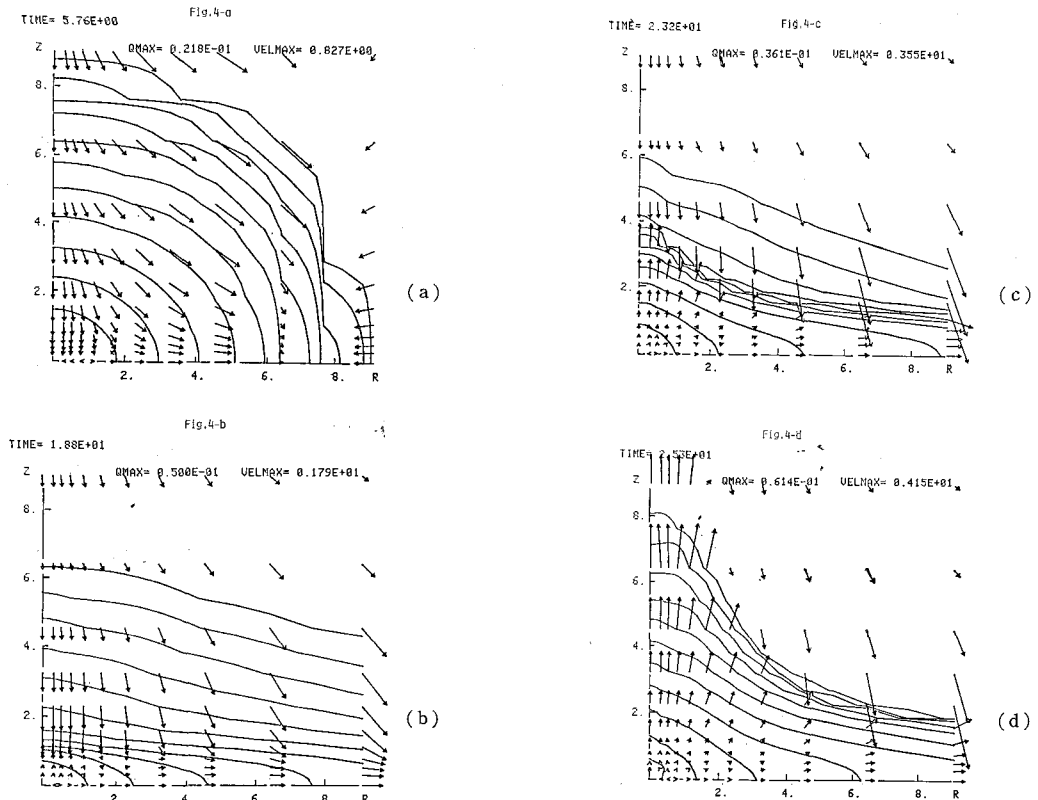 Fig.4-a
TIME= 5.76E+00
QMAX= 0.218E-01 VELMAX= 0.827E+00
Z
8.
6.
4.
2.
2. 4. 6. 8. R
(a)
Fig.4-b
TIME= 1.88E+01
QMAX= 0.500E-01 VELMAX= 0.179E+01
Z
8.
6.
4.
2.
2. 4. 6. 8. R
(b)
Fig.4-c
TIME= 2.32E+01
QMAX= 0.361E-01 VELMAX= 0.355E+01
Z
8.
6.
4.
2.
2. 4. 6. 8. R
(c)
Fig.4-d
TIME= 2.53E+01
QMAX= 0.614E-01 VELMAX= 0.415E+01
Z
8.
6.
4.
2.
2. 4. 6. 8. R
(d)